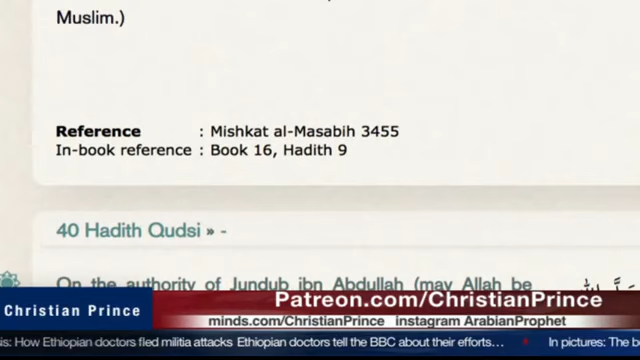 Muslim.)
Reference : Mishkat al-Masabih 3455
In-book reference : Book 16, Hadith 9
40 Hadith Qudsi » -
On the authority of Jundub ibn Abdullah (may Allah be
Christian Prince
Patreon.com/ChristianPrince
minds.com/ChristianPrince instagram ArabianProphet
is: How Ethiopian doctors fled militia attacks Ethiopian doctors tell the BBC about their efforts... In pictures: The b